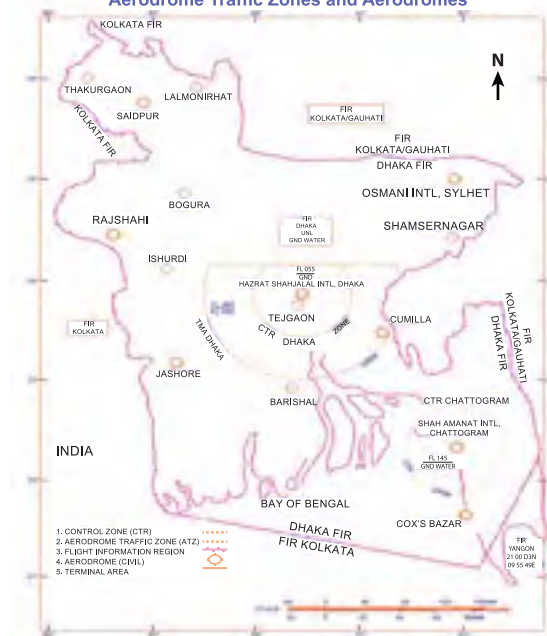 Aerodrome Traffic Zones and Aerodromes
KOLKATA FIR
THAKURGAON
LALMONIRHAT
SAIDPUR
KOLKATA FIR
N
FIR
KOLKATA/GAUHATI
FIR
KOLKATA/GAUHATI
DHAKA FIR
OSMANI INTL, SYLHET
BOGURA
RAJSHAHI
FIR
DHAKA
UNL
GND WATER
SHAMSERNAGAR
ISHURDI
FL 055
GND
HAZRAT SHAHJALAL INTL, DHAKA
TEJGAON
CTR
ZONE
DHAKA
TMA DHAKA
CUMILLA
FIR
KOLKATA
FIR
KOLKATA/GAUHATI
DHAKA FIR
JASHORE
BARISHAL
CTR CHATTOGRAM
SHAH AMANAT INTL,
CHATTOGRAM
INDIA
FL 145
GND WATER
BAY OF BENGAL
COX'S BAZAR
DHAKA FIR
FIR KOLKATA
1. CONTROL ZONE (CTR)
2. AERODROME TRAFFIC ZONE (ATZ)
3. FLIGHT INFORMATION REGION
4. AERODROME (CIVIL)
5. TERMINAL AREA
FIR
YANGON
21 00 D3N
09 55 49E